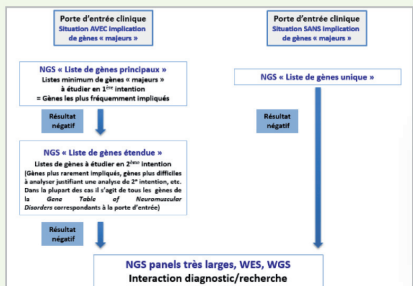 Porte d'entrée clinique
Situation AVEC implication
de gènes « majeurs »
Porte d'entrée clinique
Situation SANS implication
de gènes « majeurs »
NGS « Liste de gènes principaux »
Listes minimum de gènes « majeurs »
à étudier en 1ère intention
= Gènes les plus fréquemment impliqués
NGS « Liste de gènes unique »
Résultat
négatif
Résultat
négatif
NGS « Liste de gènes étendue »
Listes de gènes à étudier en 2ème intention
(Gènes plus rarement impliqués, gènes plus difficiles
à analyser justifiant une analyse de 2e intention, etc.
Dans la plupart des cas il s'agit de tous les gènes de
la Gene Table of Neuromuscular
Disorders correspondants à la porte d'entrée)
Résultat
négatif
NGS panels très larges, WES, WGS
Interaction diagnostic/recherche